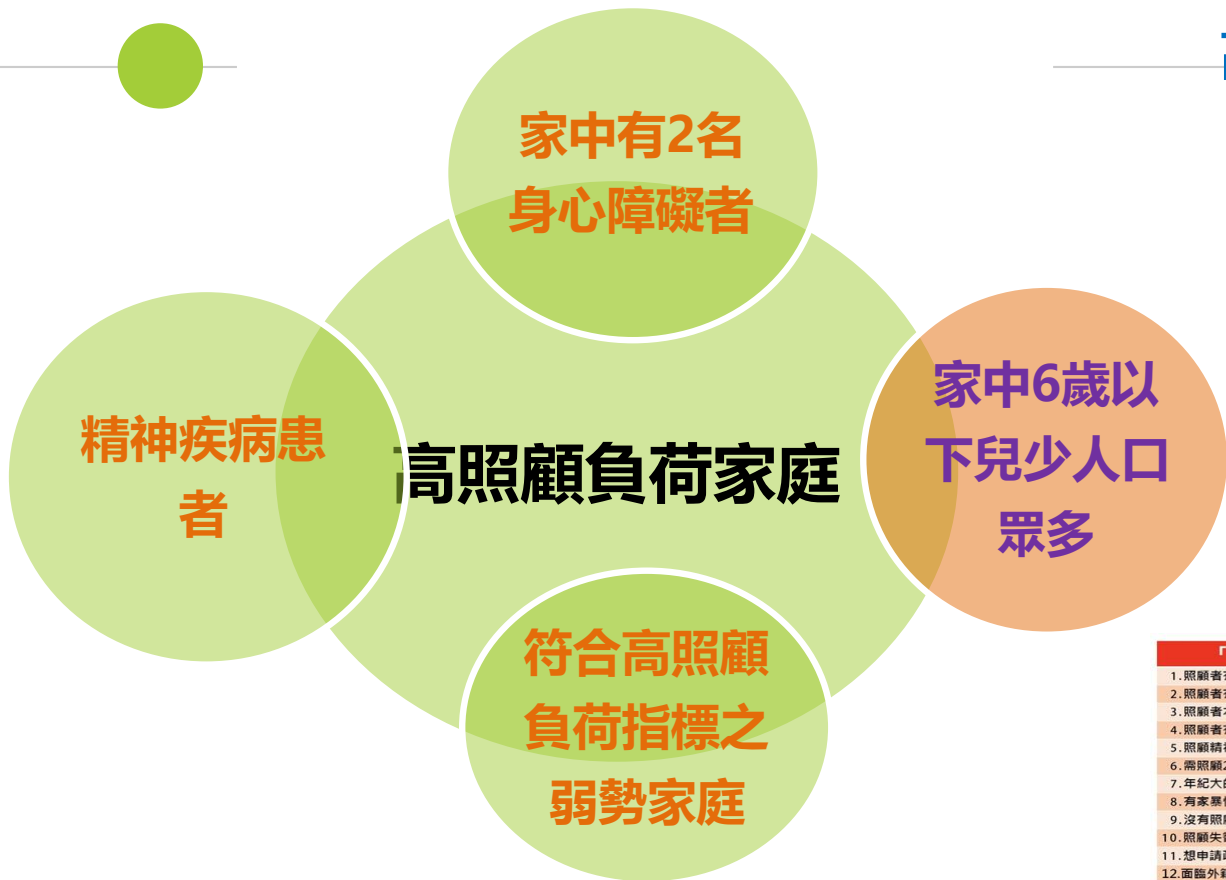 家中有2名
身心障礙者
精神疾病患
者
高照顧負荷家庭
家中6歲以
下兒少人口
眾多
符合高照顧
負荷指標之
弱勢家庭
1.照顧者
2.照顧者
3.照顧者
4.照顧者
5.照顧精
6.需照顧
7.年紀大
8.有家暴
9.沒有照
10.照顧失
11.想申請
12.面臨外